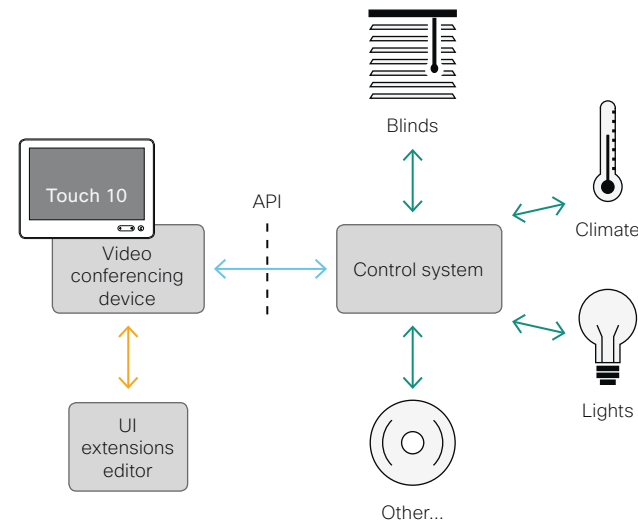 Blinds
Touch 10
API
Climate
Video
conferencing
device
Control system
Lights
UI
extensions
editor
Other...